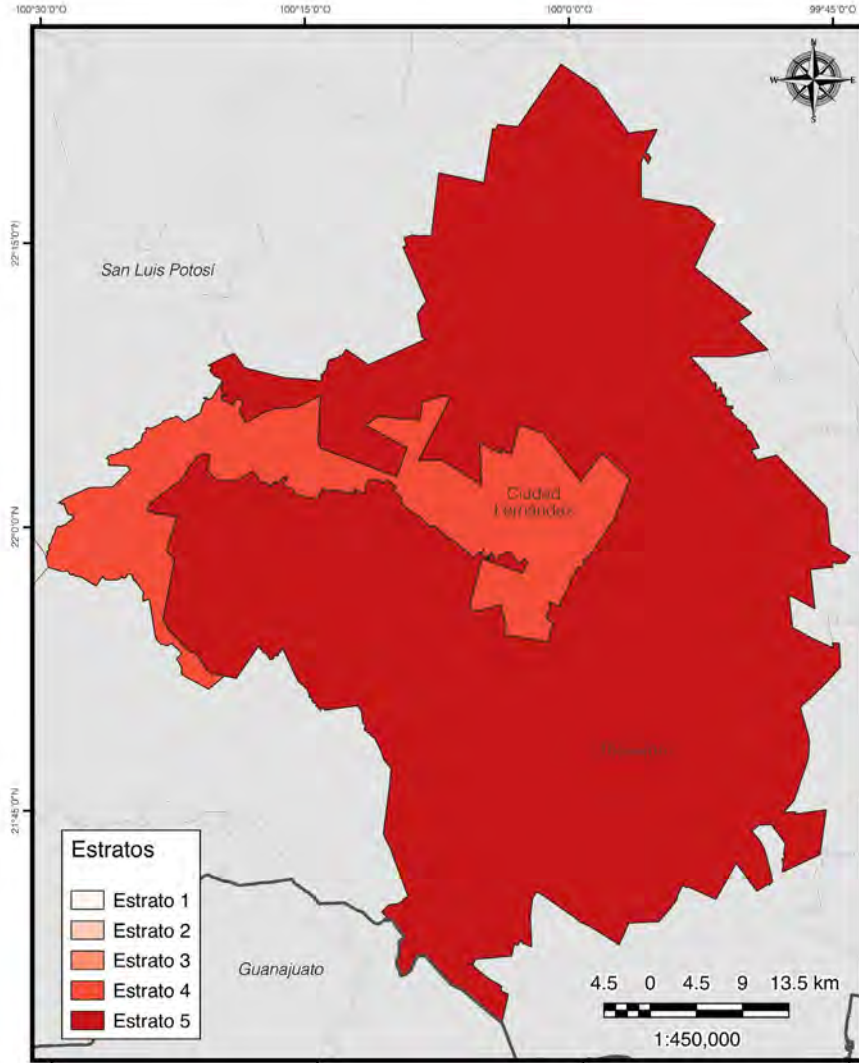 100°30'0"O 100°15'0"O 100°0'0"O 99°45'0"O
N
W E
S
22°15'0"N
San Luis Potosí
Ciudad
Fernández
22°0'0"N
21°45'0"N
Estratos
Estrato 1
Estrato 2
Estrato 3
Estrato 4
Estrato 5
Guanajuato
4.5 0 4.5 9 13.5 km
1:450,000